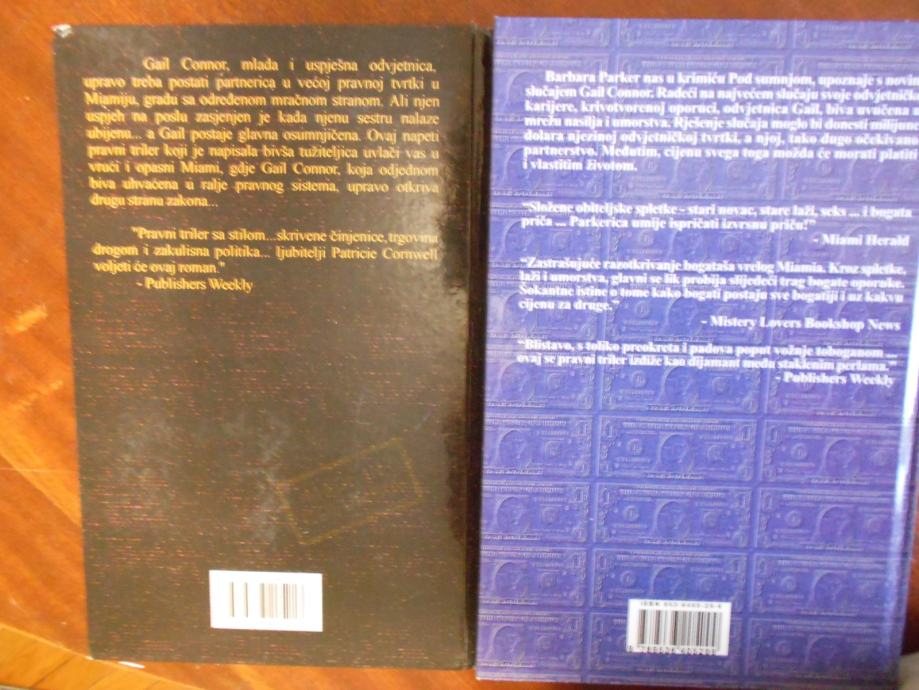 Gail Connor, mlada i uspješna odvjetnica,
upravo treba postati partnerica u većoj pravnoj tvrtki u
Miamiju, gradu sa određenom mračnom stranom. Ali njen
uspjeh na poslu zasjenjen je kada njenu sestru nalaze
ubijenu... a Gail postaje glavna osumnjičena. Ovaj napeti
pravni triler koji je napisala bivša tužiteljica uvlači vas u
vrući i opasni Miami, gdje Gail Connor, koja odjednom
biva uhvaćena u ralje pravnog sistema, upravo otkriva
drugu stranu zakona...
"Pravni triler sa stilom...skrivene činjenice, trgovina
drogom i zakulisna politika... ljubitelji Patricie Cornwell
voljeti će ovaj roman."
- Publishers Weekly
Barbara Parker nas u krimiću Pod sumnjom, upoznaje s novim
slučajem Gail Connor. Radeći na najvećem slučaju svoje odvjetničke
karijere, krivotvorenoj oporuci, odvjetnica Gail, biva uvučena u
mrežu nasilja i umorstva. Rješenje slučaja moglo bi donesti milijune
dolara njezinoj odvjetničkoj tvrtki, a njoj, tako dugo očekivano
partnerstvo. Međutim, cijenu svega toga možda će morati platiti
i vlastitim životom.
"Složene obiteljske spletke - stari novac, stare laži, seks ... i bogata
priča ... Parkerica umije ispričati izvrsnu priču!"
- Miami Herald
"Zastrašujuće razotkrivanje bogataša vrelog Miamia. Kroz spletke,
laži i umorstva, glavni se lik probija slijedeći trag bogate oporuke.
Šokantne istine o tome kako bogati postaju sve bogatiji i uz kakvu
cijenu za druge."
- Mistery Lovers Bookshop News
"Blistavo, s toliko preokreta i padova poput vožnje toboganom ...
ovaj se pravni triler izdiže kao dijamant među staklenim perlama."
- Publishers Weekly